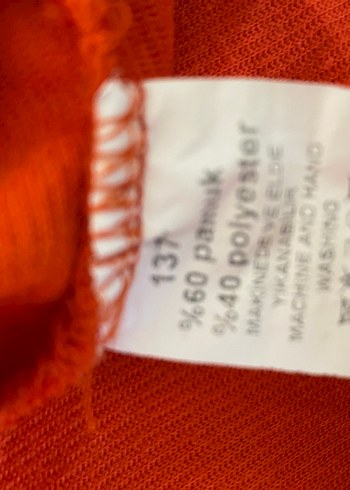 137
%60 pamuk
%40 polyester
MAKİNEDE VE ELDE
YIKANABİLİR
MACHINE AND HAND
WASHING